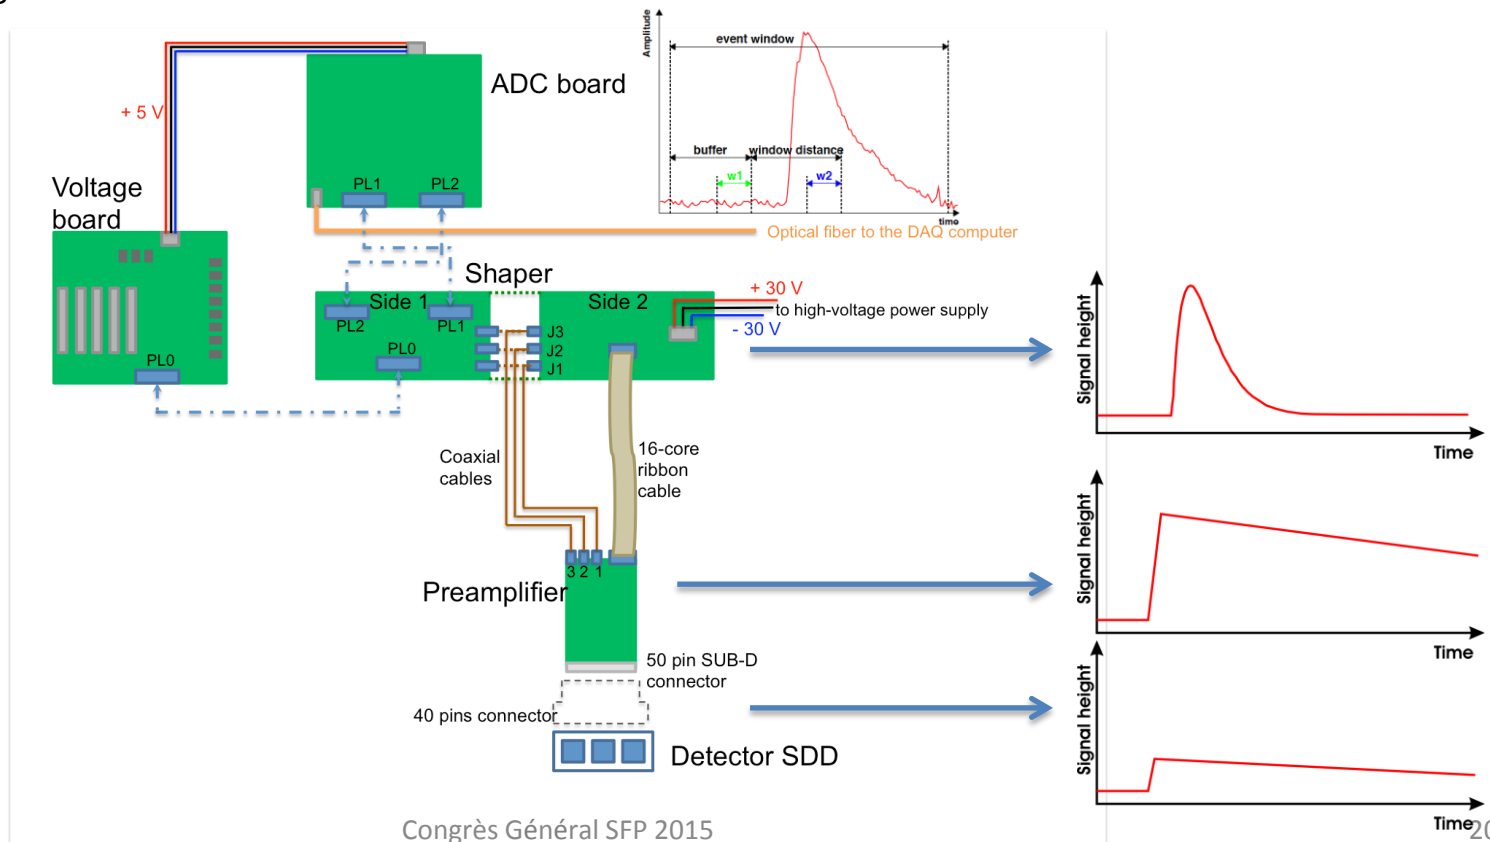 Amplitude
event window
ADC board
+ 5 V
buffer
window distance
w1
w2
PL1
PL2
Voltage
board
time
Optical fiber to the DAQ computer
Shaper
Side 1
Side 2
+ 30 V
to high-voltage power supply
- 30 V
PL2
PL1
J3
J2
J1
PL0
PL0
Signal height
Time
Coaxial
cables
16-core
ribbon
cable
3 2 1
Preamplifier
Signal height
Time
50 pin SUB-D
connector
40 pins connector
Detector SDD
Signal height
Time
Congrès Général SFP 2015